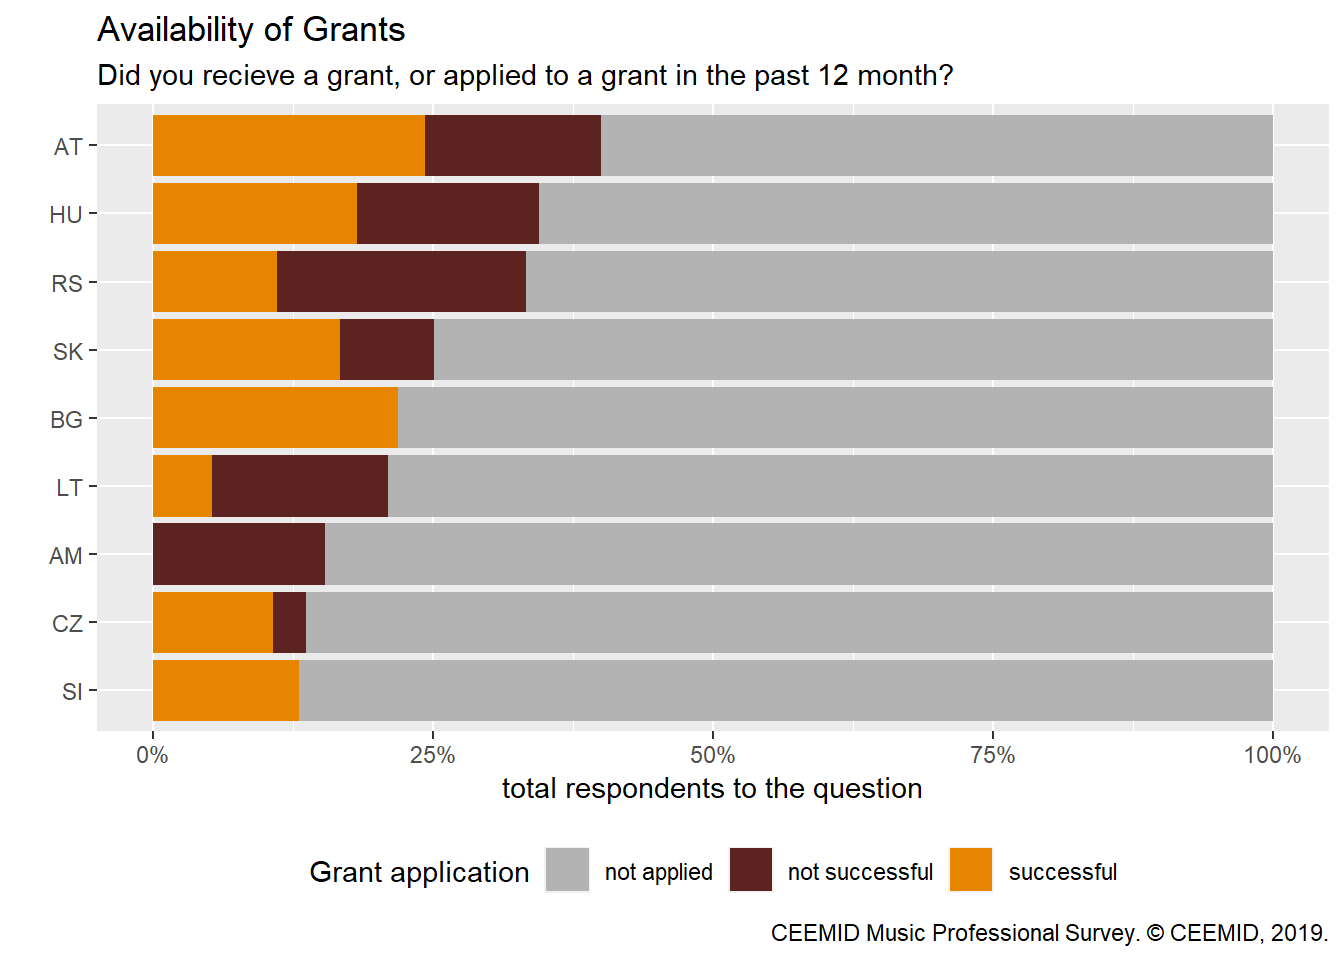 Availability of Grants
Did you recieve a grant, or applied to a grant in the past 12 month?
AT
HU
RS
SK
BG
LT
AM
CZ
SI
0% 25% 50% 75% 100%
total respondents to the question
Grant application not applied not successful successful
CEEMID Music Professional Survey. © CEEMID, 2019.